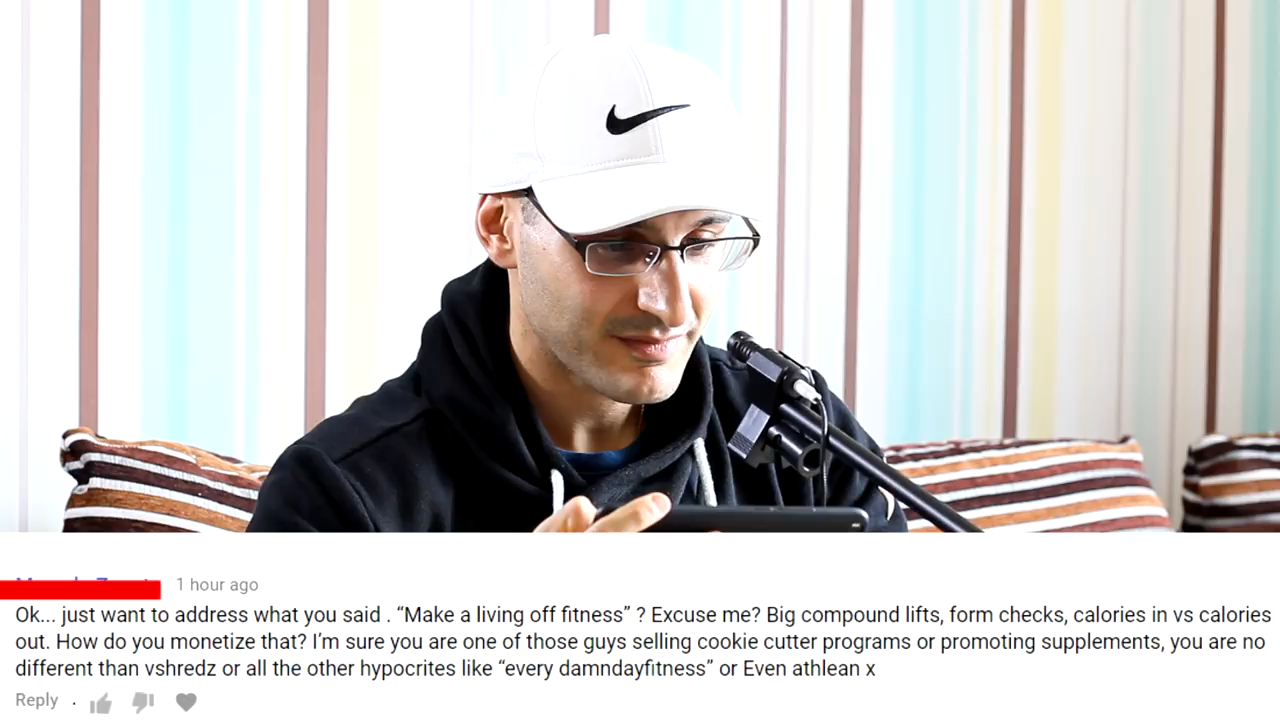 1 hour ago
Ok... just want to address what you said . “Make a living off fitness” ? Excuse me? Big compound lifts, form checks, calories in vs calories
out. How do you monetize that? I’m sure you are one of those guys selling cookie cutter programs or promoting supplements, you are no
different than vshredz or all the other hypocrites like “every damndayfitness” or Even athlean x
Reply .